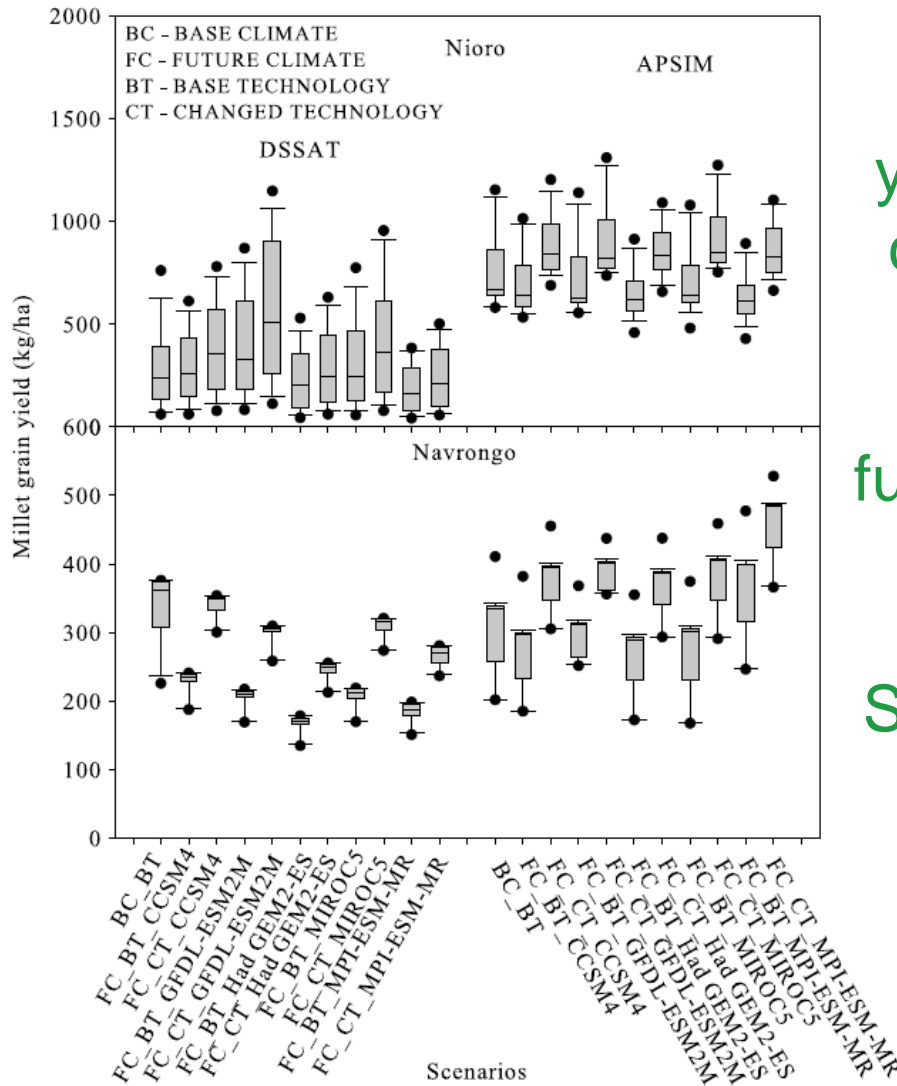 2000
BC - BASE CLIMATE
FC - FUTURE CLIMATE
BT - BASE TECHNOLOGY
CT - CHANGED TECHNOLOGY
Nioro
APSIM
DSSAT
1500
1000
500
600
Navrongo
500
400
300
200
100
0
Millet grain yield (kg/ha)
BC_BT
FC_BT_CCSM4
FC_CT_CCSM4
FC_BT_GFDL-ESM2M
FC_CT_GFDL-ESM2M
FC_BT_Had GEM2-ES
FC_CT_Had GEM2-ES
FC_BT_MIROC5
FC_CT_MIROC5
FC_BT_MPI-ESM-MR
FC_CT_MPI-ESM-MR
BC_BT
FC_BT_CCSM4
FC_CT_CCSM4
FC_BT_GFDL-ESM2M
FC_CT_GFDL-ESM2M
FC_BT_Had GEM2-ES
FC_CT_Had GEM2-ES
FC_BT_MIROC5
FC_CT_MIROC5
FC_BT_MPI-ESM-MR
FC_CT_MPI-ESM-MR
Scenarios
fu
S